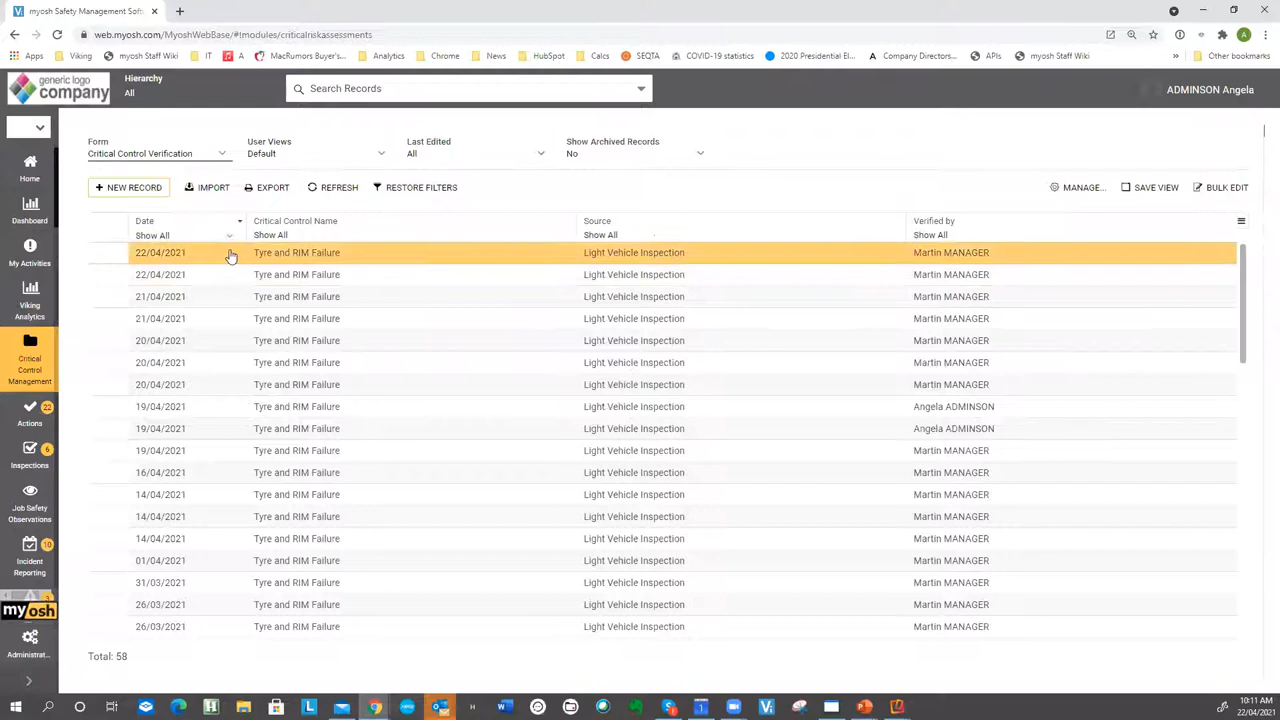 myosh Safety Management Soft
web.myosh.com/MyoshWebBase/#!modules/criticalriskassessments
Apps Viking myosh Staff Wiki IT A MacRumors Buyer's... Analytics Chrome News HubSpot Calcs SEQTA COVID-19 statistics 2020 Presidential El... Company Directors... APIs myosh Staff Wiki Other bookmarks
generic logo
company
Hierarchy
All
Search Records
ADMINSON Angela
Form User Views Last Edited Show Archived Records
Critical Control Verification Default All No
+ NEW RECORD IMPORT EXPORT REFRESH RESTORE FILTERS MANAGE... SAVE VIEW BULK EDIT
Date Critical Control Name Source Verified by
Show All Show All Show All Show All
22/04/2021 Tyre and RIM Failure Light Vehicle Inspection Martin MANAGER
22/04/2021 Tyre and RIM Failure Light Vehicle Inspection Martin MANAGER
21/04/2021 Tyre and RIM Failure Light Vehicle Inspection Martin MANAGER
21/04/2021 Tyre and RIM Failure Light Vehicle Inspection Martin MANAGER
20/04/2021 Tyre and RIM Failure Light Vehicle Inspection Martin MANAGER
20/04/2021 Tyre and RIM Failure Light Vehicle Inspection Martin MANAGER
20/04/2021 Tyre and RIM Failure Light Vehicle Inspection Martin MANAGER
19/04/2021 Tyre and RIM Failure Light Vehicle Inspection Angela ADMINSON
19/04/2021 Tyre and RIM Failure Light Vehicle Inspection Angela ADMINSON
19/04/2021 Tyre and RIM Failure Light Vehicle Inspection Martin MANAGER
16/04/2021 Tyre and RIM Failure Light Vehicle Inspection Martin MANAGER
14/04/2021 Tyre and RIM Failure Light Vehicle Inspection Martin MANAGER
14/04/2021 Tyre and RIM Failure Light Vehicle Inspection Martin MANAGER
14/04/2021 Tyre and RIM Failure Light Vehicle Inspection Martin MANAGER
01/04/2021 Tyre and RIM Failure Light Vehicle Inspection Martin MANAGER
31/03/2021 Tyre and RIM Failure Light Vehicle Inspection Martin MANAGER
26/03/2021 Tyre and RIM Failure Light Vehicle Inspection Martin MANAGER
26/03/2021 Tyre and RIM Failure Light Vehicle Inspection Martin MANAGER
Total: 58
Home
Dashboard
My Activities
Viking
Analytics
Critical
Control
Management
22
Actions
6
Inspections
Job Safety
Observations
10
Incident
Reporting
3
myosh
Administrat...
10:11 AM
22/04/2021